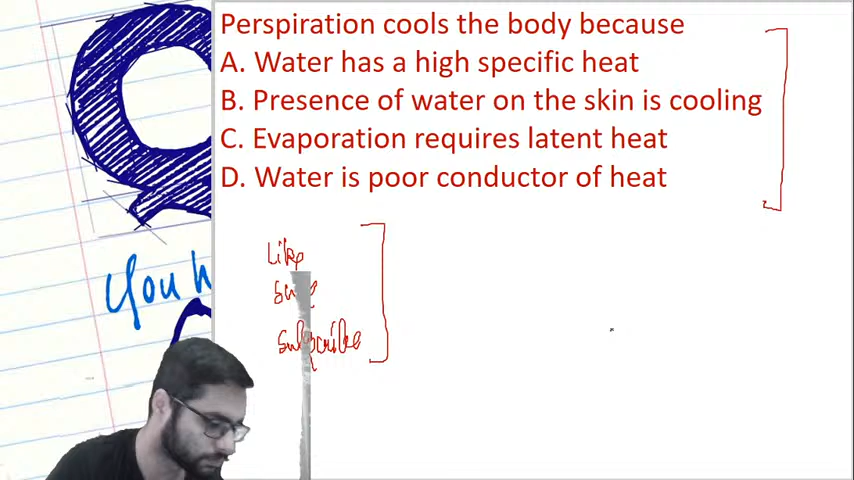 Perspiration cools the body because
A. Water has a high specific heat
B. Presence of water on the skin is cooling
C. Evaporation requires latent heat
D. Water is poor conductor of heat
Like
Subscribe
You